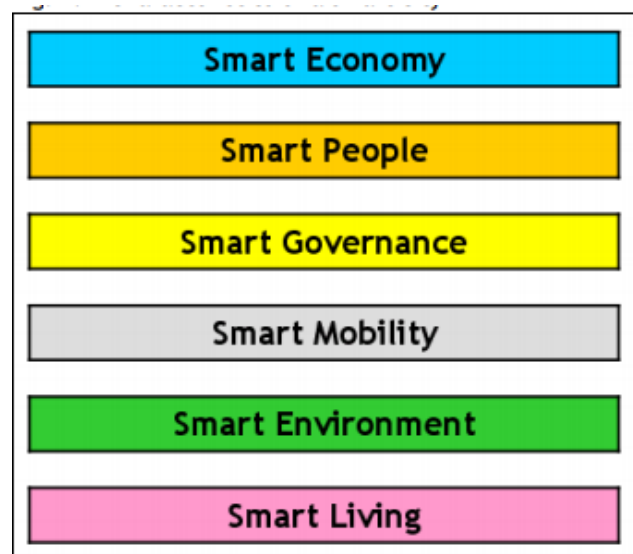 Smart Economy
Smart People
Smart Governance
Smart Mobility
Smart Environment
Smart Living